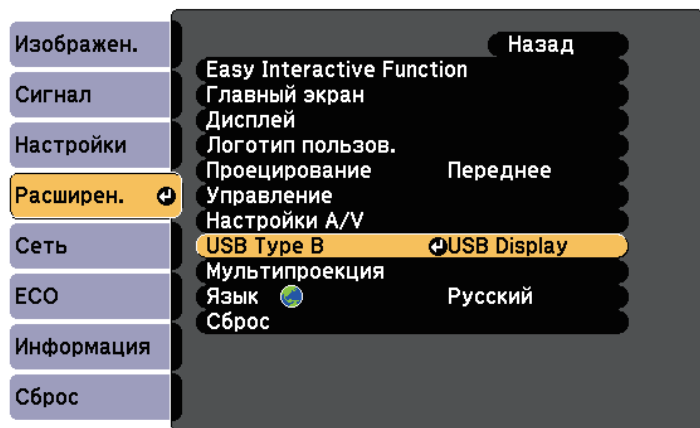 Изображен.
Сигнал
Настройки
Расширен.
Сеть
ECO
Информация
Сброс
Назад
Easy Interactive Function
Главный экран
Дисплей
Логотип пользов.
Проецирование Переднее
Управление
Настройки A/V
USB Type B USB Display
Мультипроекция
Язык Русский
Сброс